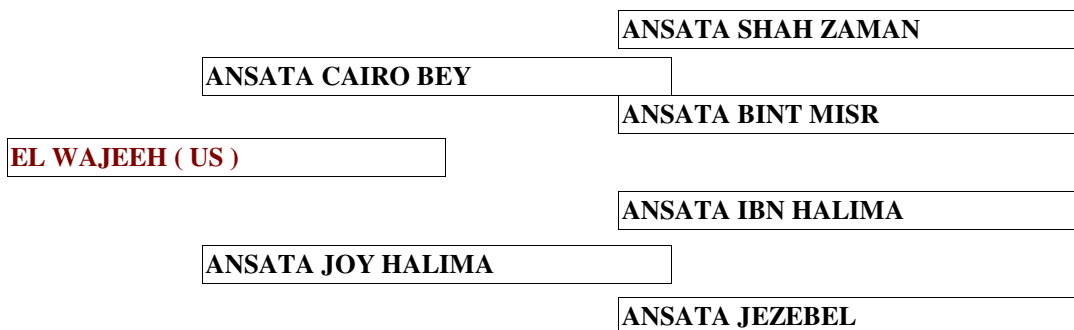 ANSATA SHAH ZAMAN
ANSATA CAIRO BEY
ANSATA BINT MISR
EL WAJEEH ( US )
ANSATA IBN HALIMA
ANSATA JOY HALIMA
ANSATA JEZEBEL